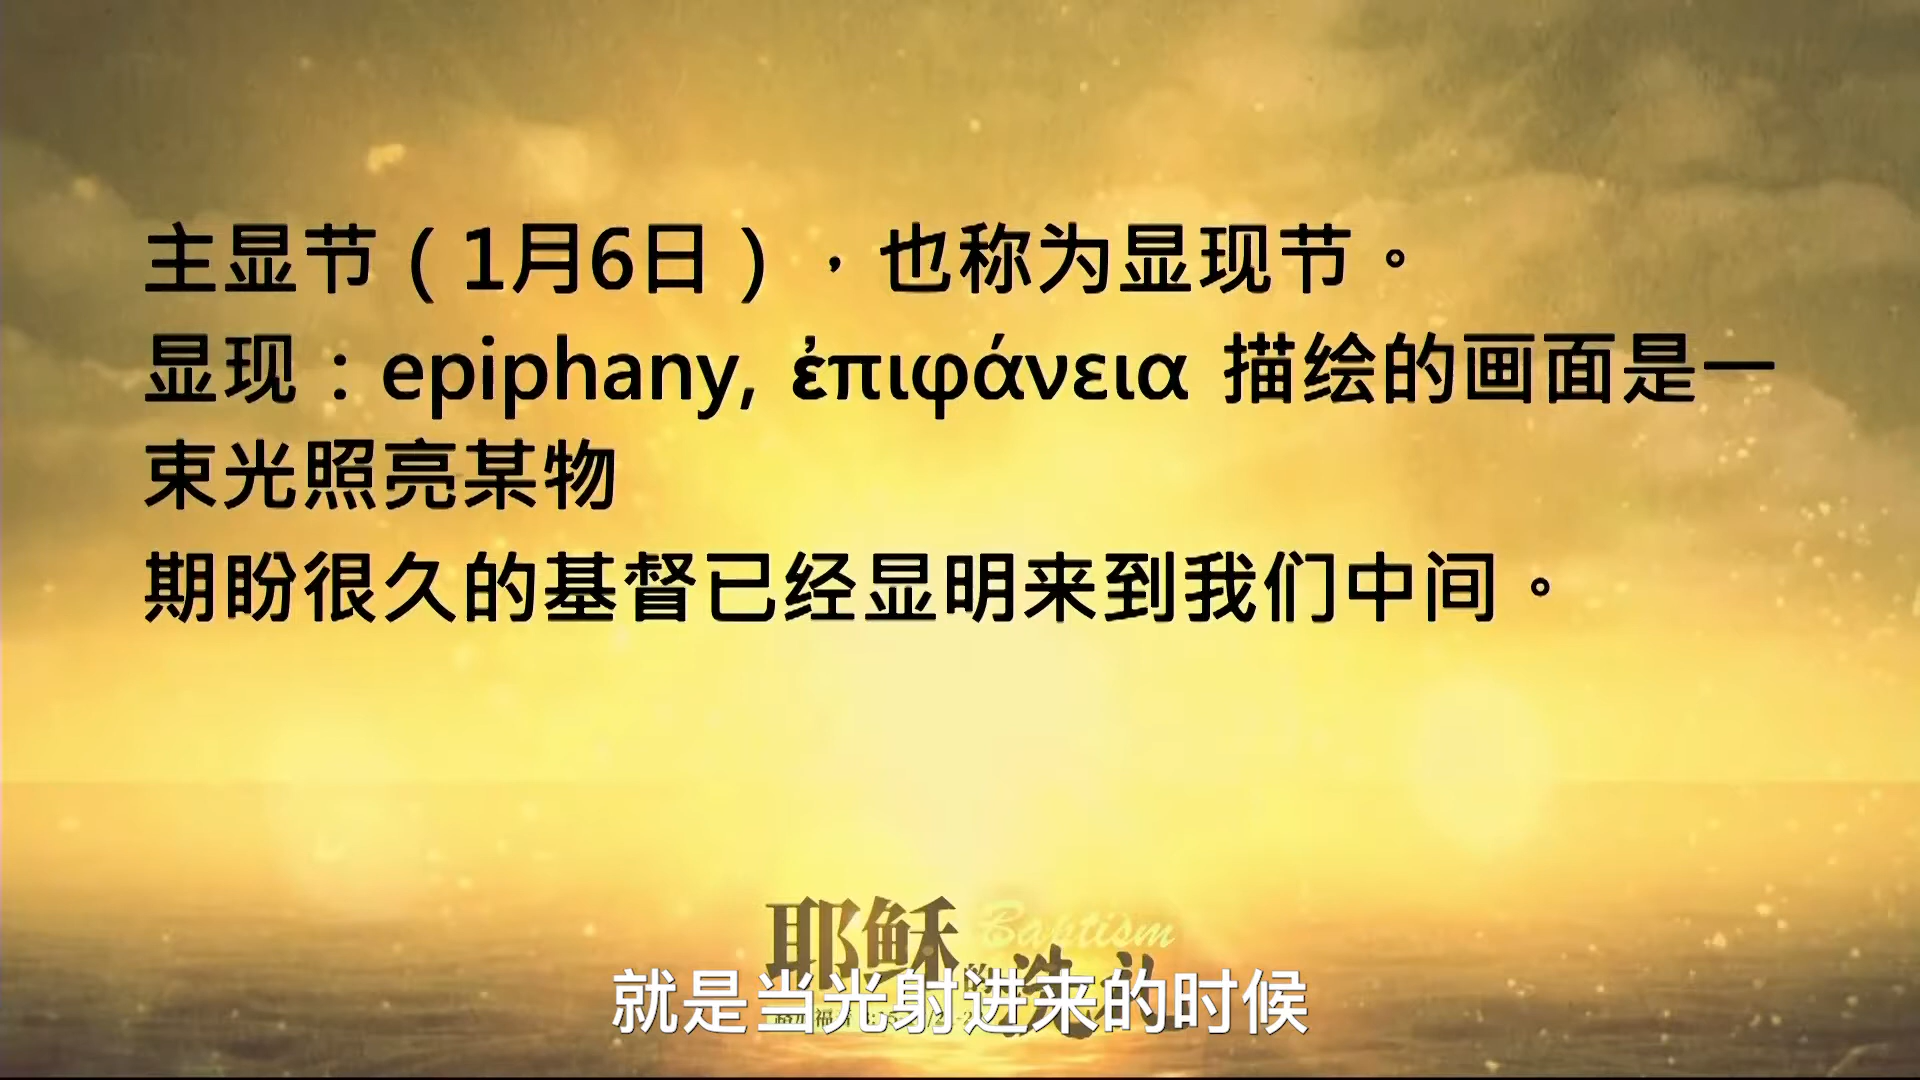 主显节（1月6日），也称为显现节。
显现：epiphany, ἐπιφάνεια 描绘的画面是一
束光照亮某物
期盼很久的基督已经显明来到我们中间。
耶稣 Baptism
的洗礼
就是当光射进来的时候